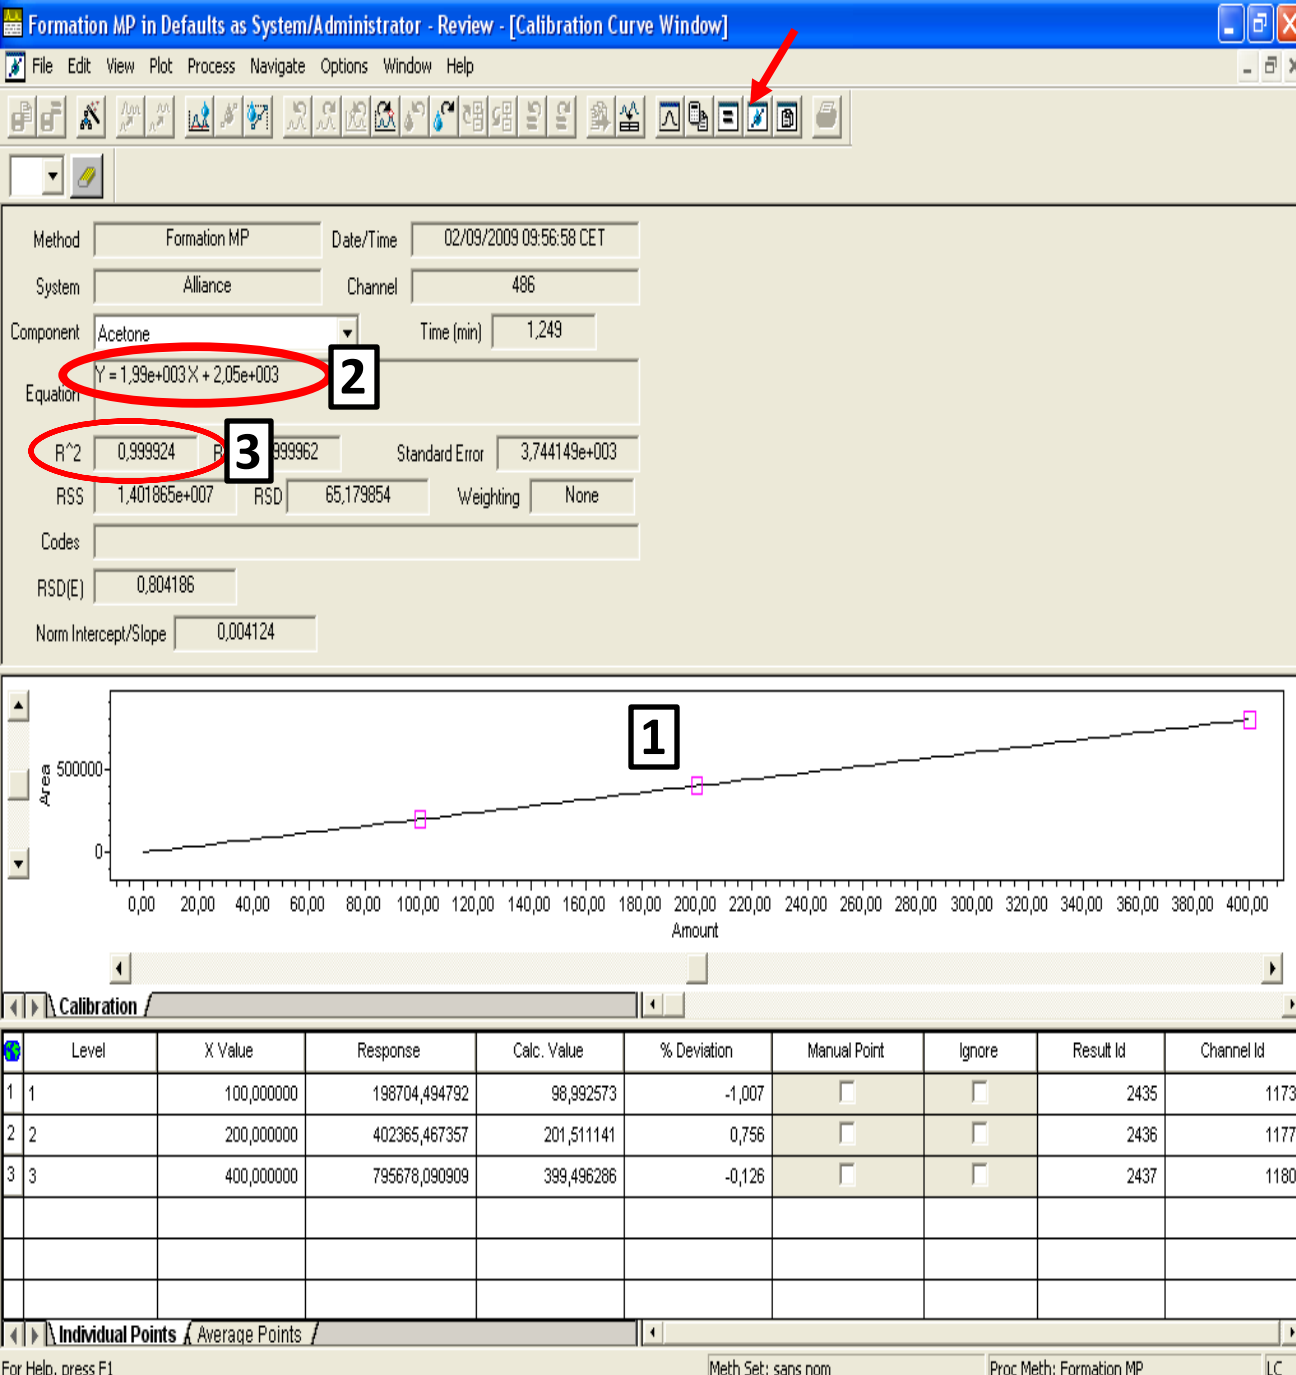 Formation MP in Defaults as System/Administrator - Review - [Calibration Curve Window]
File Edit View Plot Process Navigate Options Window Help
Method Formation MP Date/Time 02/09/2009 09:56:58 CET
System Alliance Channel 486
Component Acetone Time (min) 1,249
Equation Y = 1,99e+003 X + 2,05e+003
2
R^2 0,999924 R 999962 Standard Error 3,744149e+003
3
RSS 1,401865e+007 RSD 65,179854 Weighting None
Codes
RSD(E) 0,804186
Norm Intercept/Slope 0,004124
1
Area
500000
0
0,00 20,00 40,00 60,00 80,00 100,00 120,00 140,00 160,00 180,00 200,00 220,00 240,00 260,00 280,00 300,00 320,00 340,00 360,00 380,00 400,00
Amount
Calibration
Level X Value Response Calc. Value % Deviation Manual Point Ignore Result Id Channel Id
1 1 100,000000 198704,494792 98,992573 -1,007 2435 1173
2 2 200,000000 402365,467357 201,511141 0,756 2436 1177
3 3 400,000000 795678,090909 399,496286 -0,126 2437 1180
Individual Points Average Points
For Help, press F1 Meth Set: sans nom Proc Meth: Formation MP LC